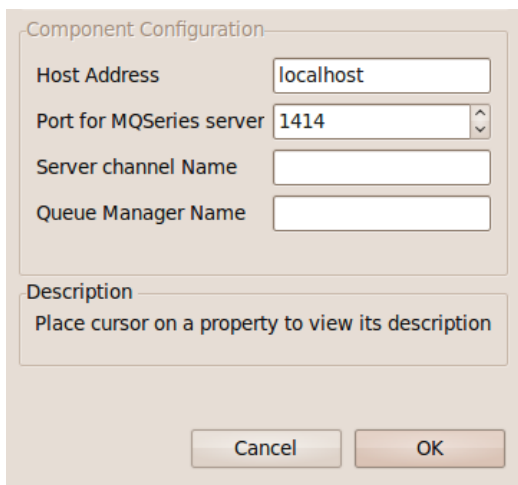 Component Configuration
Host Address localhost
Port for MQSeries server 1414
Server channel Name
Queue Manager Name
Description
Place cursor on a property to view its description
Cancel OK